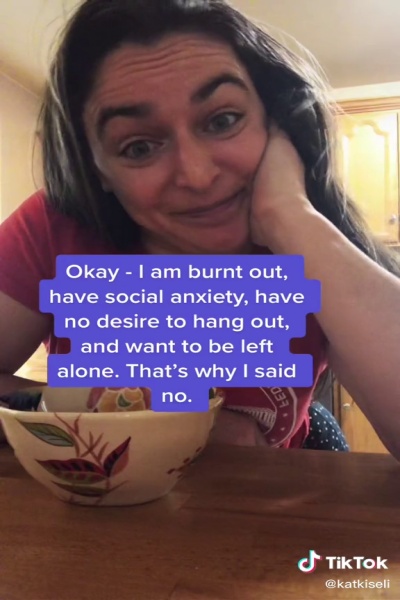 Okay - I am burnt out,
have social anxiety, have
no desire to hang out,
and want to be left
alone. That's why I said
no.
TikTok
@katkiseli